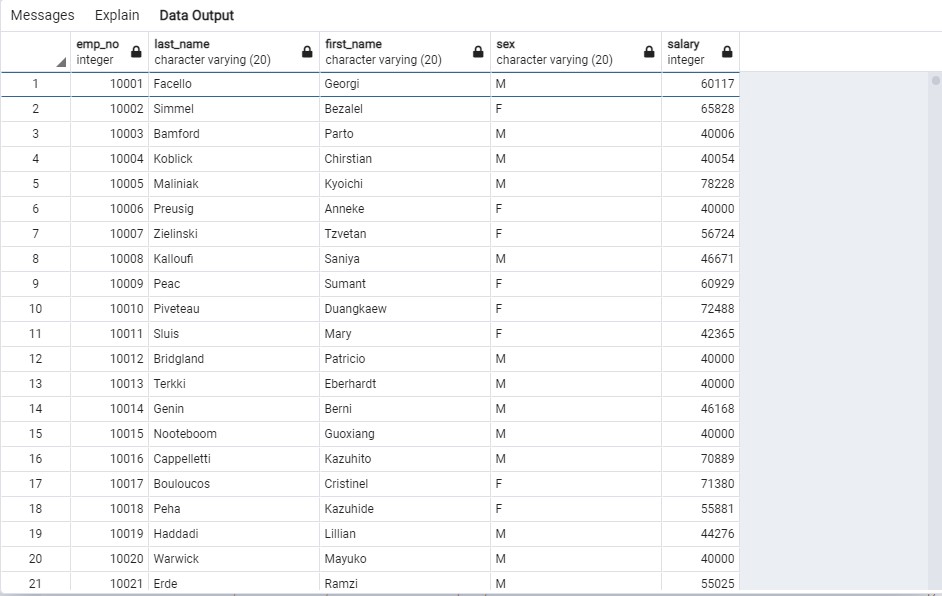 Messages Explain Data Output
emp_no last_name first_name sex salary
integer character varying (20) character varying (20) character varying (20) integer
1 10001 Facello Georgi M 60117
2 10002 Simmel Bezalel F 65828
3 10003 Bamford Parto M 40006
4 10004 Koblick Chirstian M 40054
5 10005 Maliniak Kyoichi M 78228
6 10006 Preusig Anneke F 40000
7 10007 Zielinski Tzvetan F 56724
8 10008 Kalloufi Saniya M 46671
9 10009 Peac Sumant F 60929
10 10010 Piveteau Duangkaew F 72488
11 10011 Sluis Mary F 42365
12 10012 Bridgland Patricio M 40000
13 10013 Terkki Eberhardt M 40000
14 10014 Genin Berni M 46168
15 10015 Nooteboom Guoxiang M 40000
16 10016 Cappelletti Kazuhito M 70889
17 10017 Bouloucos Cristinel F 71380
18 10018 Peha Kazuhide F 55881
19 10019 Haddadi Lillian M 44276
20 10020 Warwick Mayuko M 40000
21 10021 Erde Ramzi M 55025